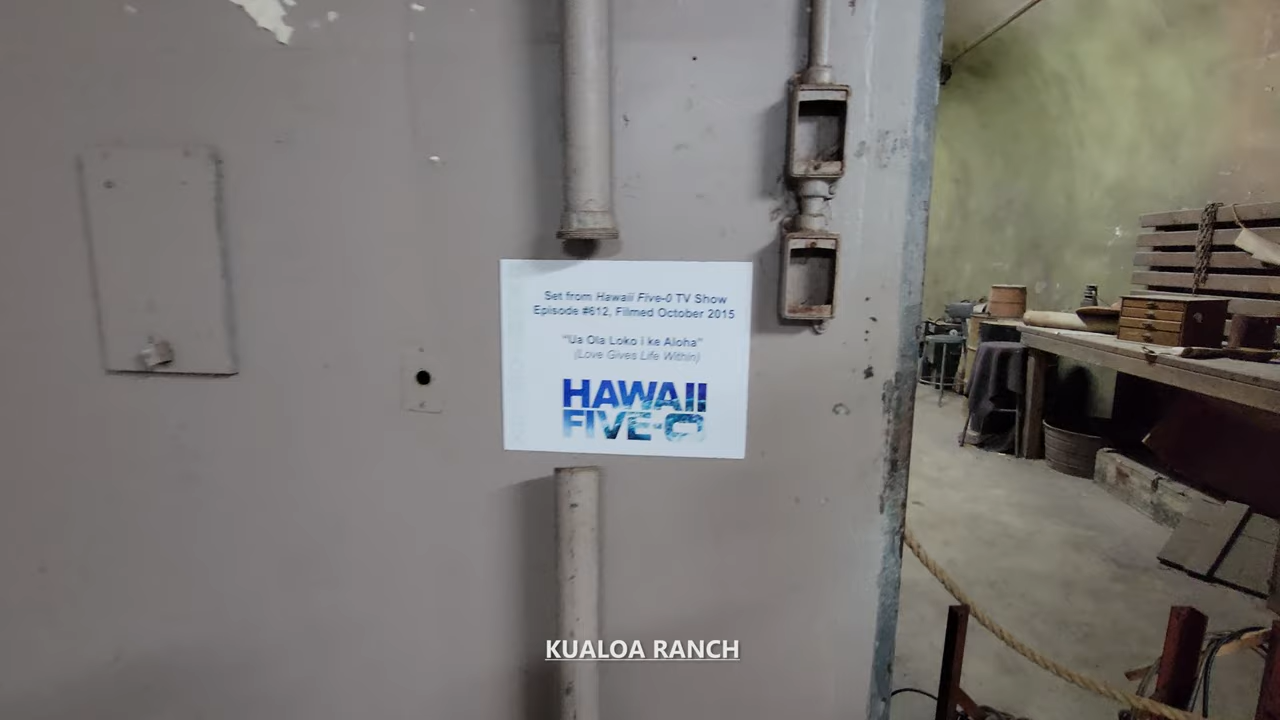 Set from Hawaii Five-0 TV Show
Episode #612, Filmed October 2015
"Ua Ola Loko i ke Aloha"
(Love Gives Life Within)
HAWAII
FIVE-O
KUALOA RANCH